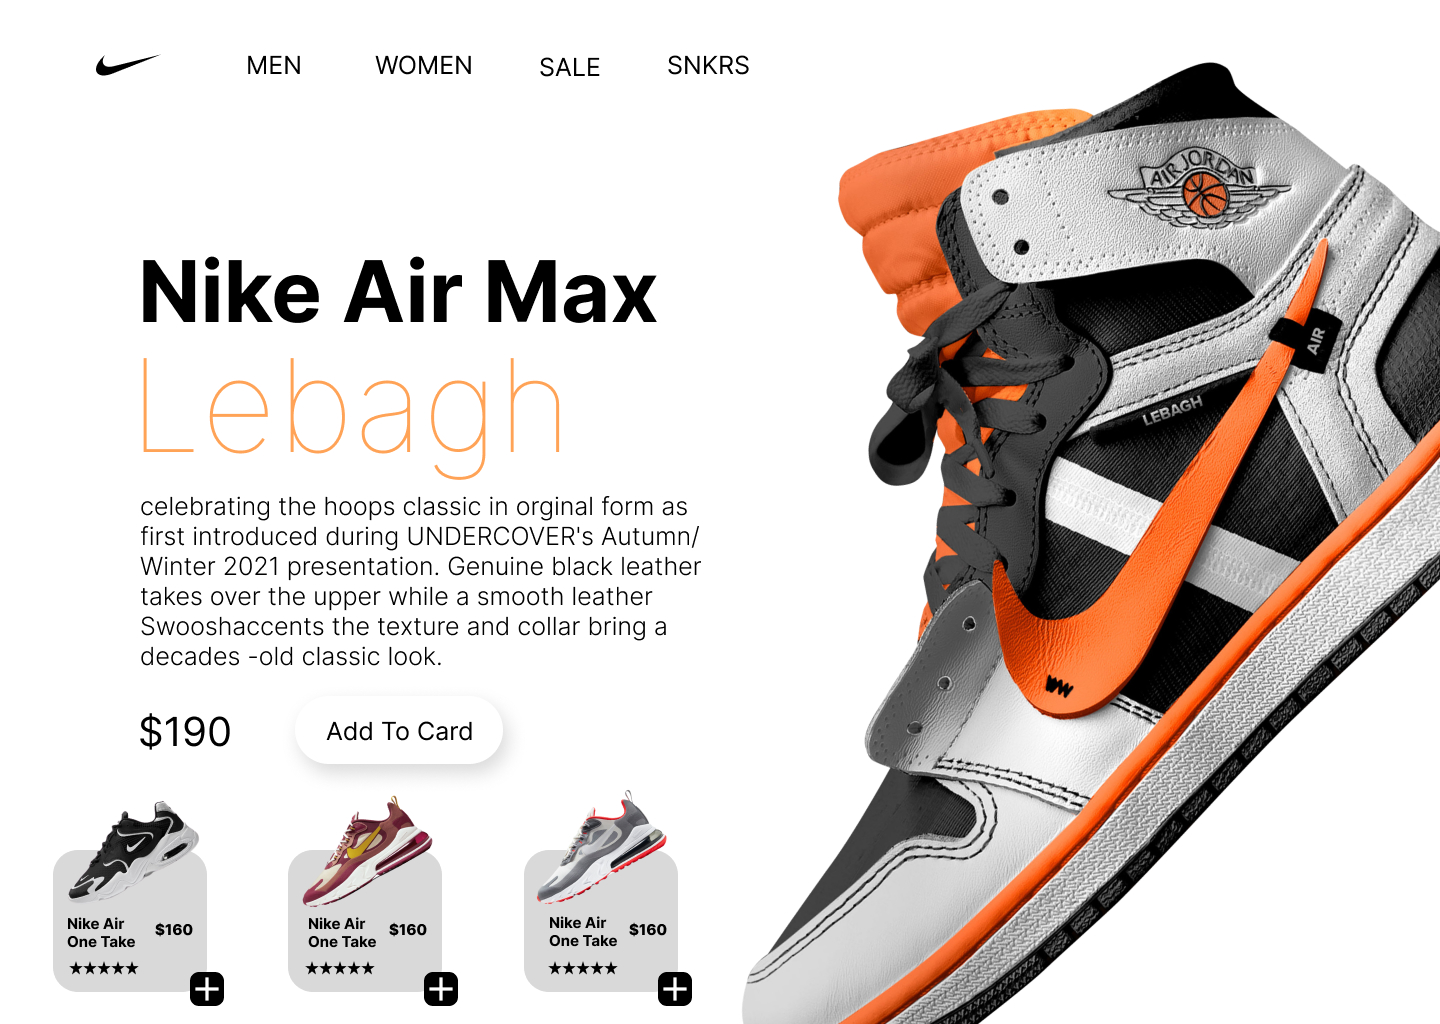 MEN WOMEN SALE SNKRS
AIR JORDAN
Nike Air Max
AIR
Lebagh
LEBAGH
celebrating the hoops classic in orginal form as
first introduced during UNDERCOVER's Autumn/
Winter 2021 presentation. Genuine black leather
takes over the upper while a smooth leather
Swooshaccents the texture and collar bring a
decades -old classic look.
$190
Add To Card
Nike Air
One Take
$160
★★★★★
Nike Air
One Take
$160
★★★★★
Nike Air
One Take
$160
★★★★★